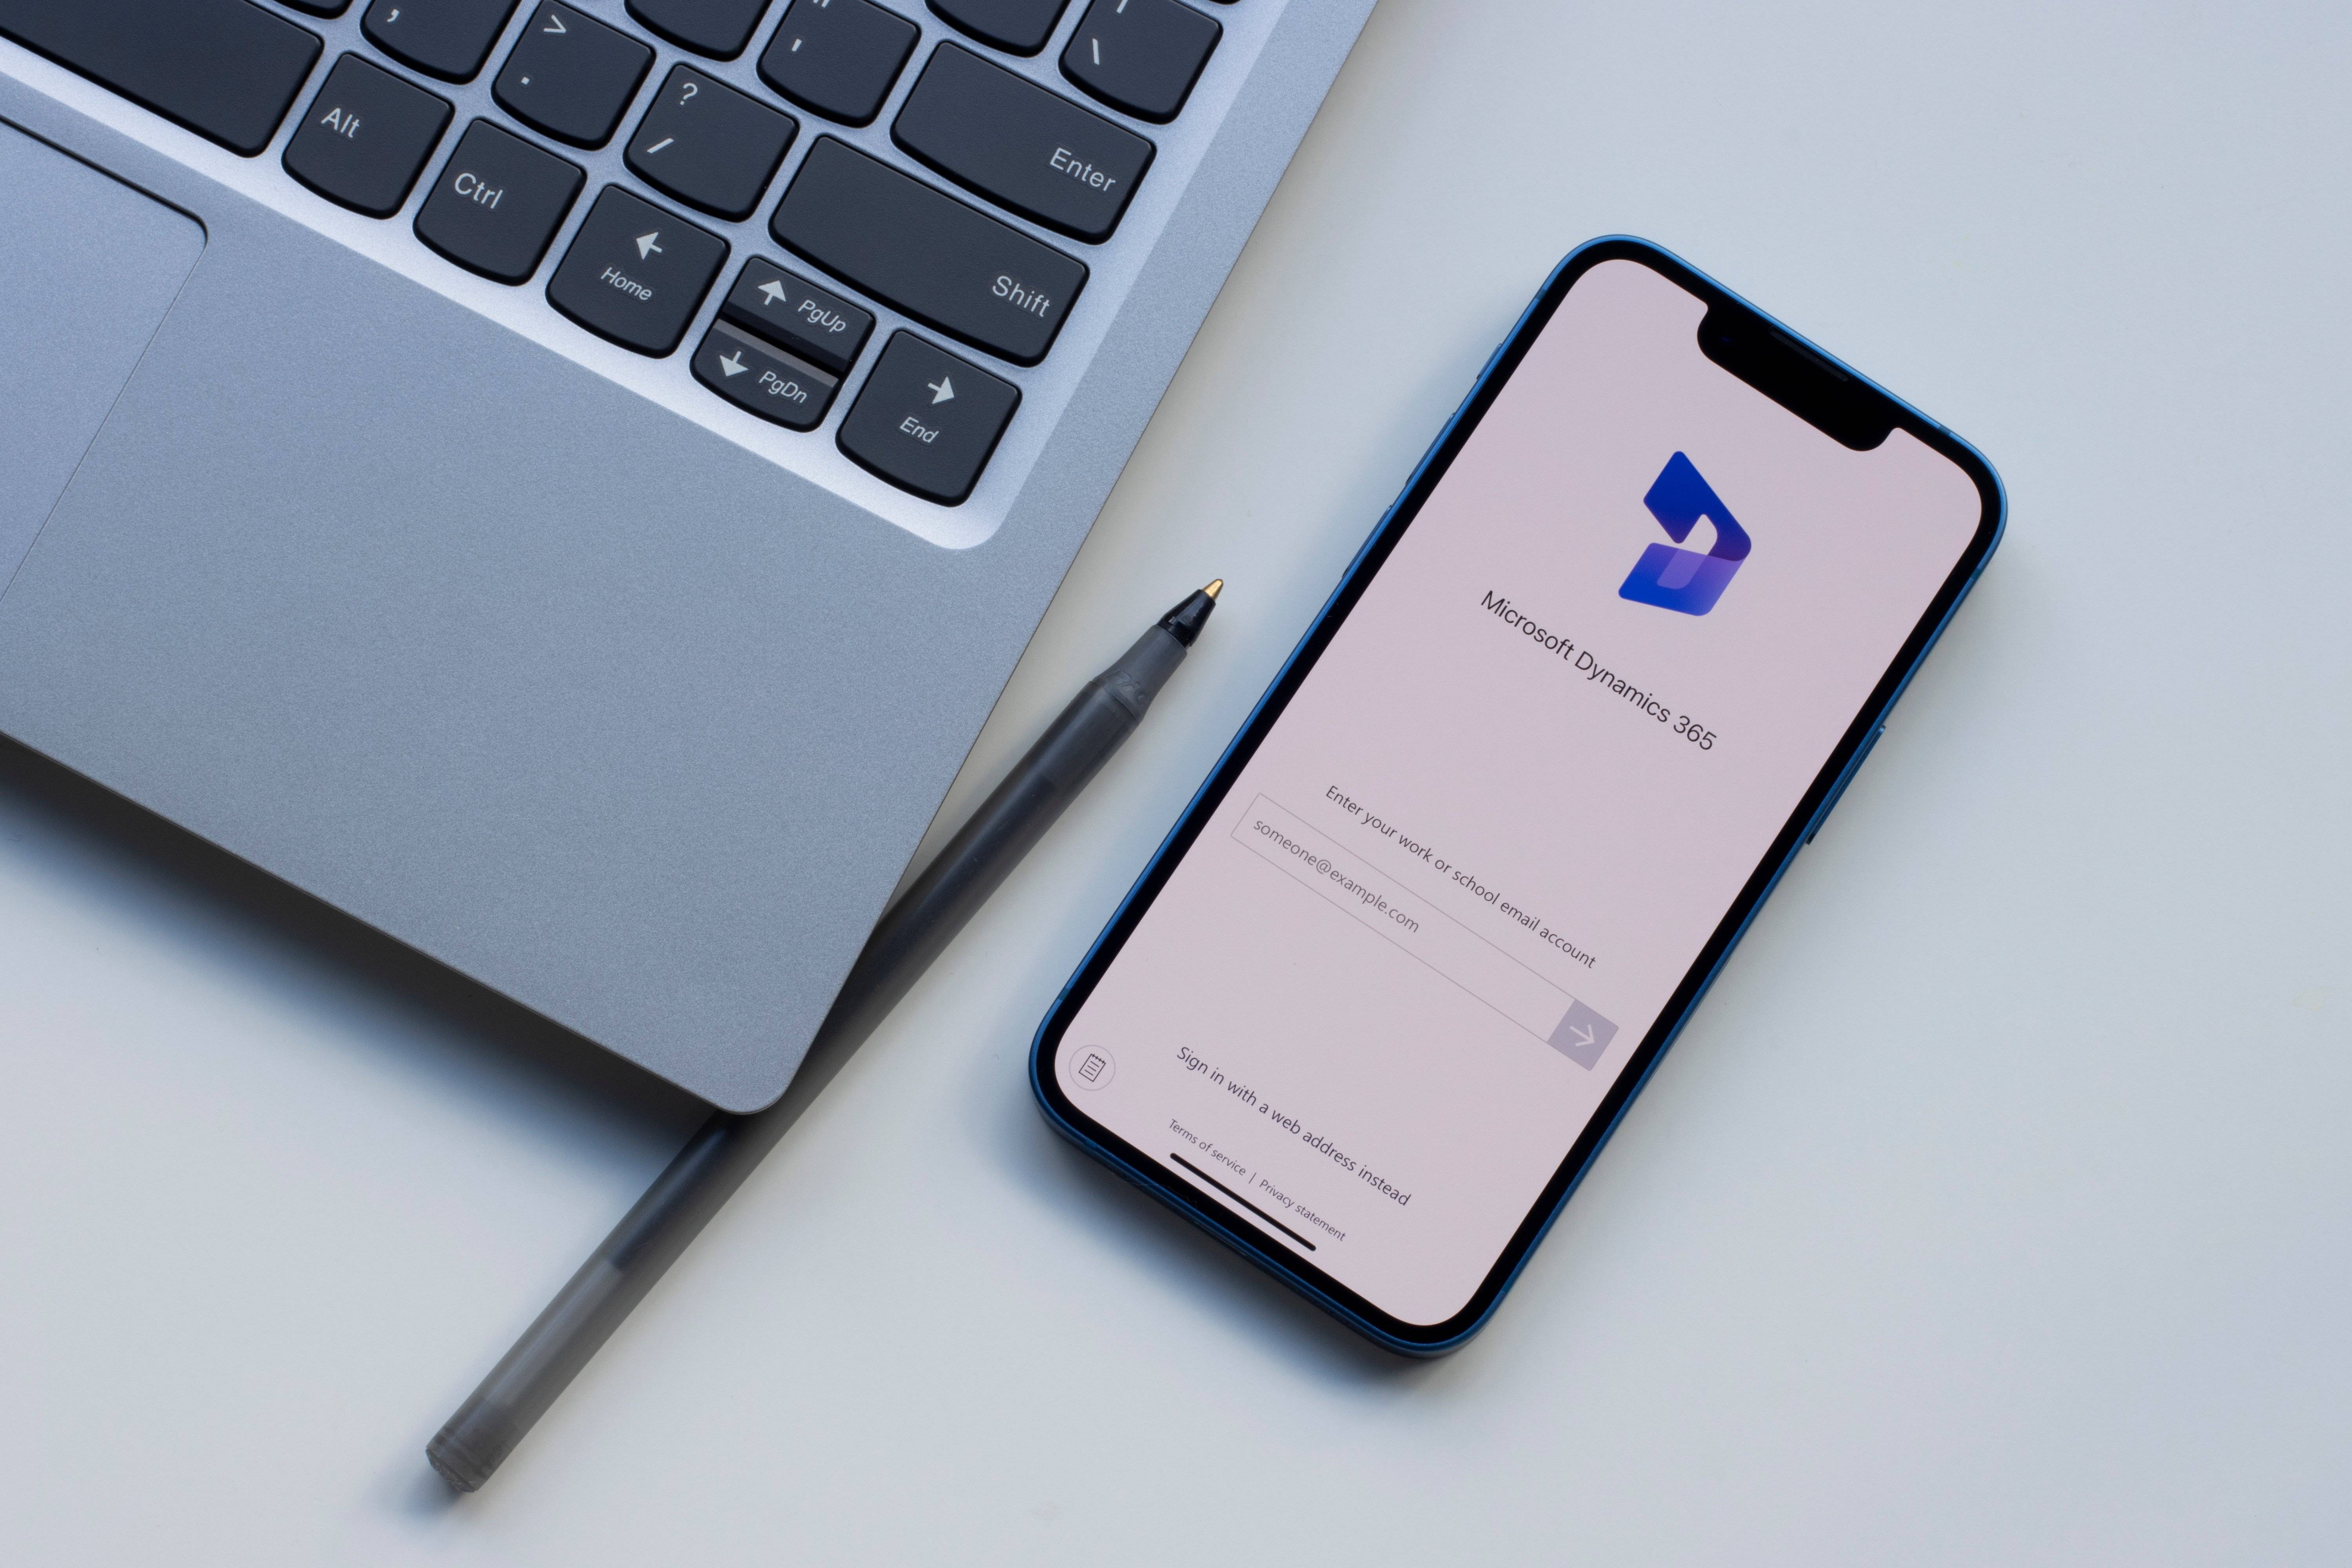 ,
>
.
?
/
"
'
\
Enter
Alt
Ctrl
Shift
Home
PgUp
PgDn
End
Microsoft Dynamics 365
Enter your work or school email account
someone@example.com
Sign in with a web address instead
Terms of service | Privacy statement